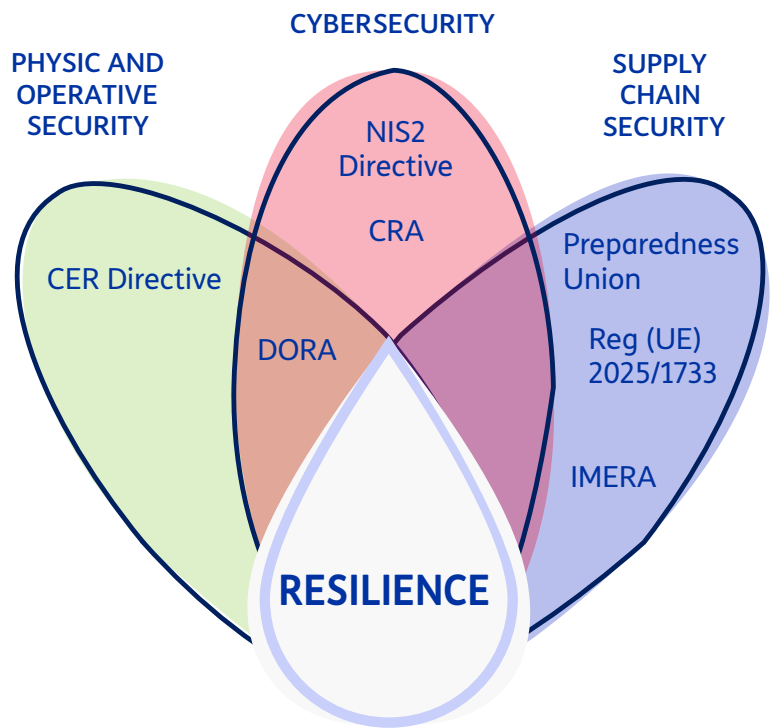 CYBERSECURITY
PHYSIC AND
OPERATIVE
SECURITY
SUPPLY
CHAIN
SECURITY
NIS2
Directive
CRA
CER Directive
DORA
Preparedness
Union
Reg (UE)
2025/1733
IMERA
RESILIENCE